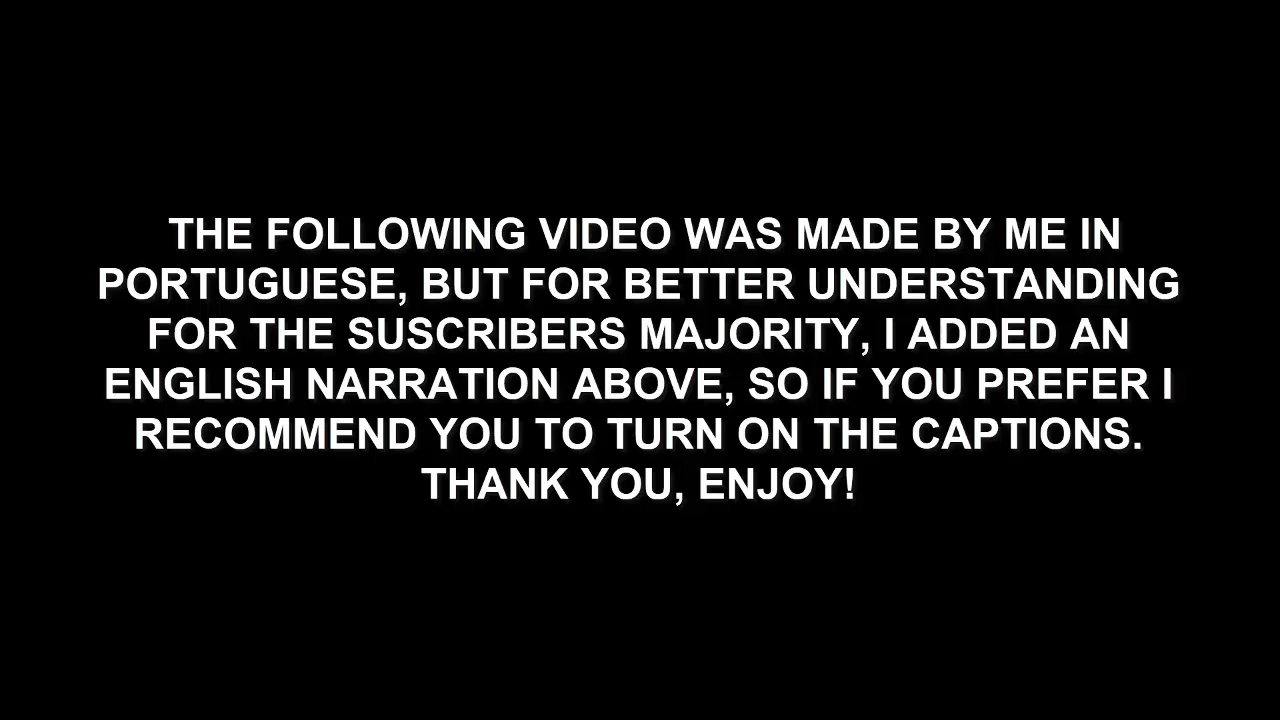 THE FOLLOWING VIDEO WAS MADE BY ME IN
PORTUGUESE, BUT FOR BETTER UNDERSTANDING
FOR THE SUSCRIBERS MAJORITY, I ADDED AN
ENGLISH NARRATION ABOVE, SO IF YOU PREFER I
RECOMMEND YOU TO TURN ON THE CAPTIONS.
THANK YOU, ENJOY!